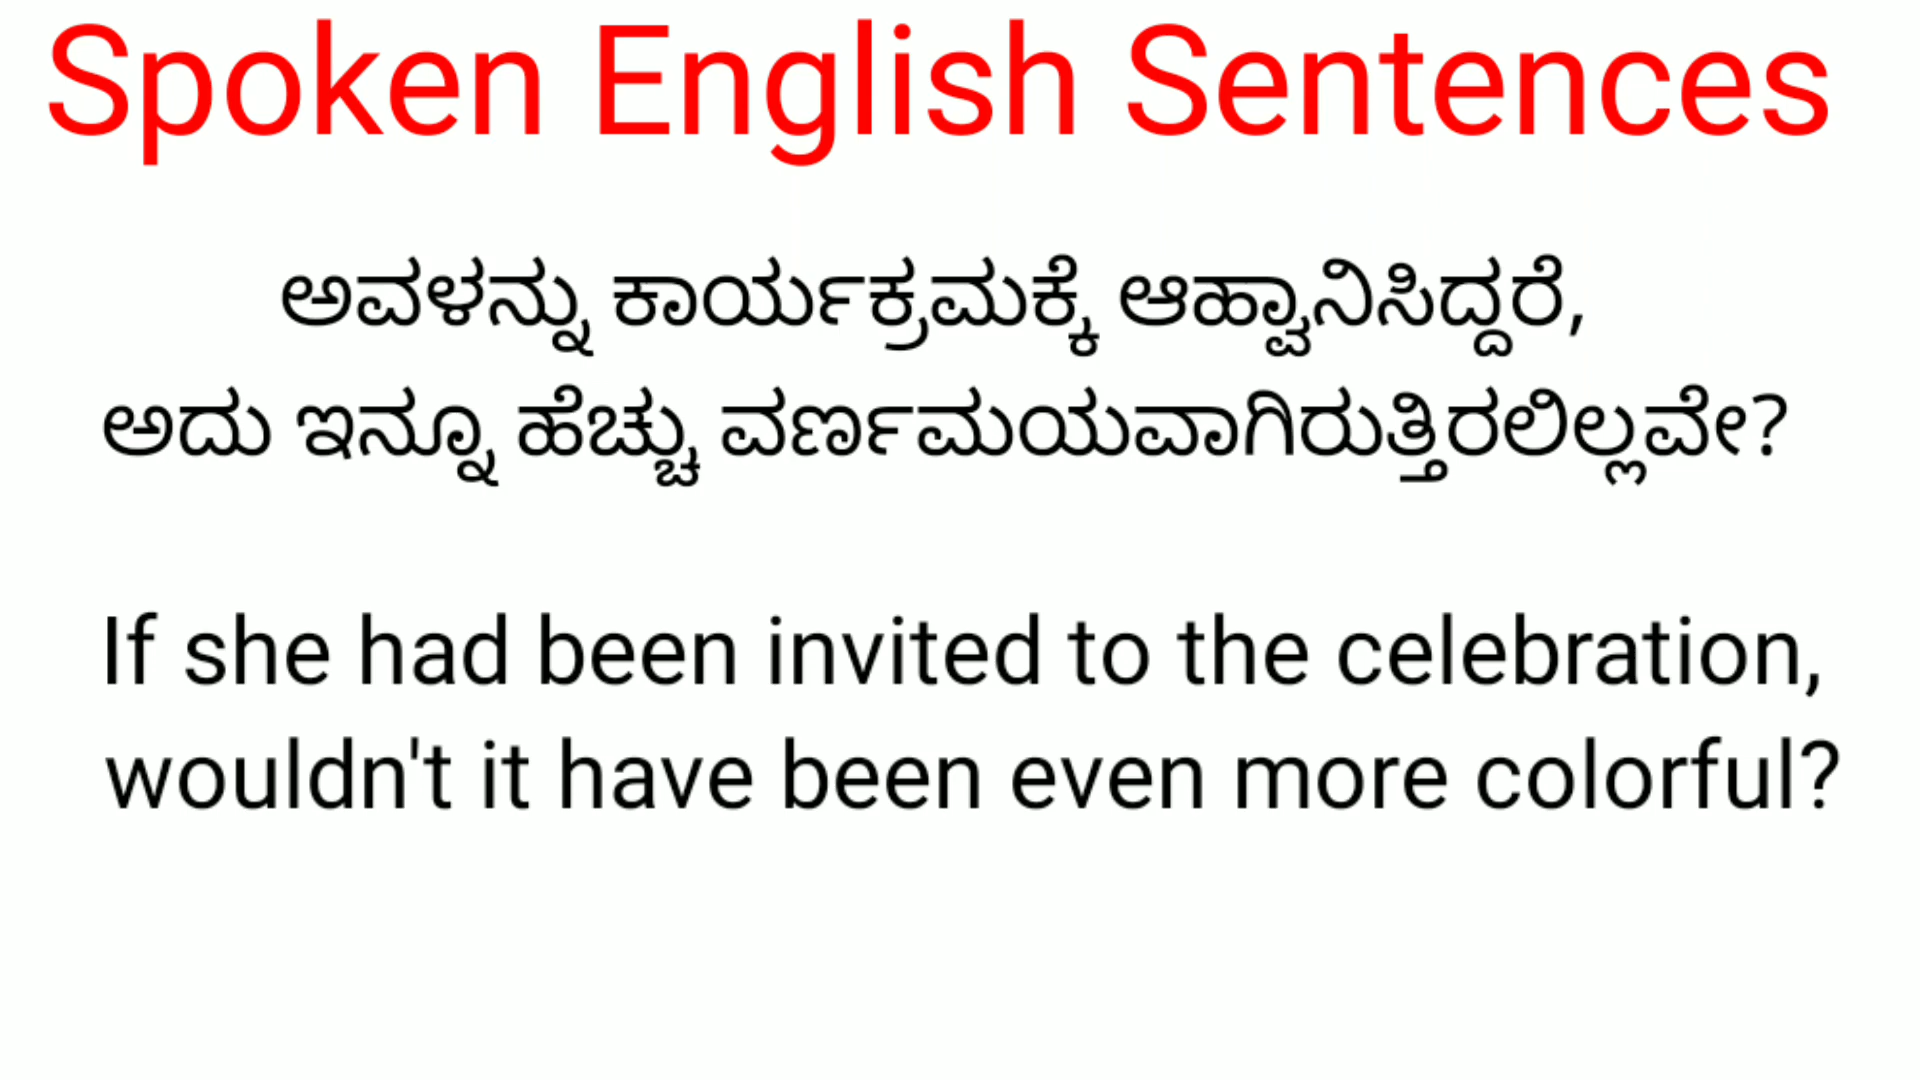 Spoken English Sentences
ಅವಳನ್ನು ಕಾರ್ಯಕ್ರಮಕ್ಕೆ ಆಹ್ವಾನಿಸಿದ್ದರೆ,
ಅದು ಇನ್ನೂ ಹೆಚ್ಚು ವರ್ಣಮಯವಾಗಿರುತ್ತಿರಲಿಲ್ಲವೇ?
If she had been invited to the celebration,
wouldn't it have been even more colorful?